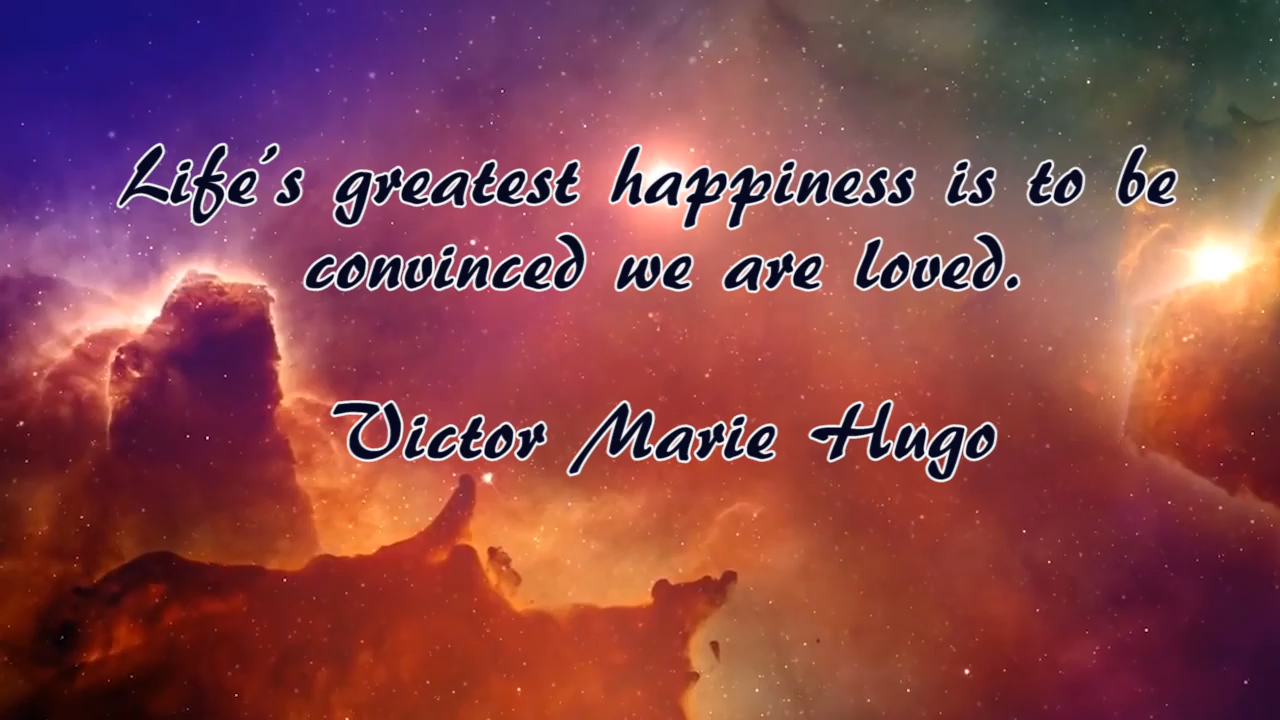 Life's greatest happiness is to be
convinced we are loved.
Victor Marie Hugo